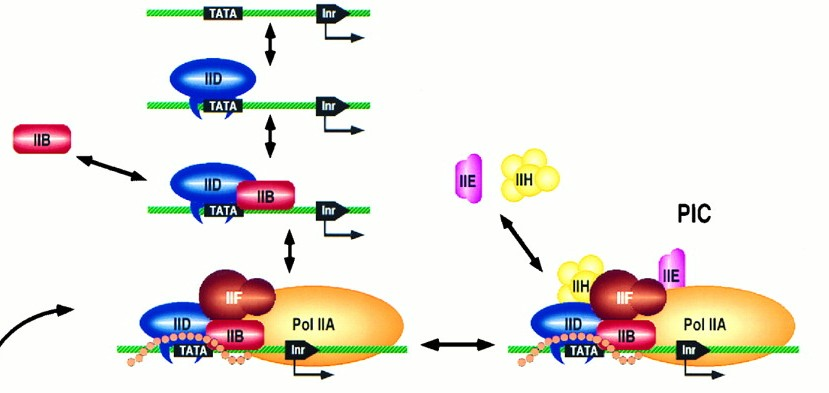 TATA Inr
IID
TATA Inr
IIB
IID IIB
TATA Inr
IIE IIH
PIC
IIF
IID IIB Pol IIA
TATA Inr
IIH IIF IIE
IID IIB Pol IIA
TATA Inr